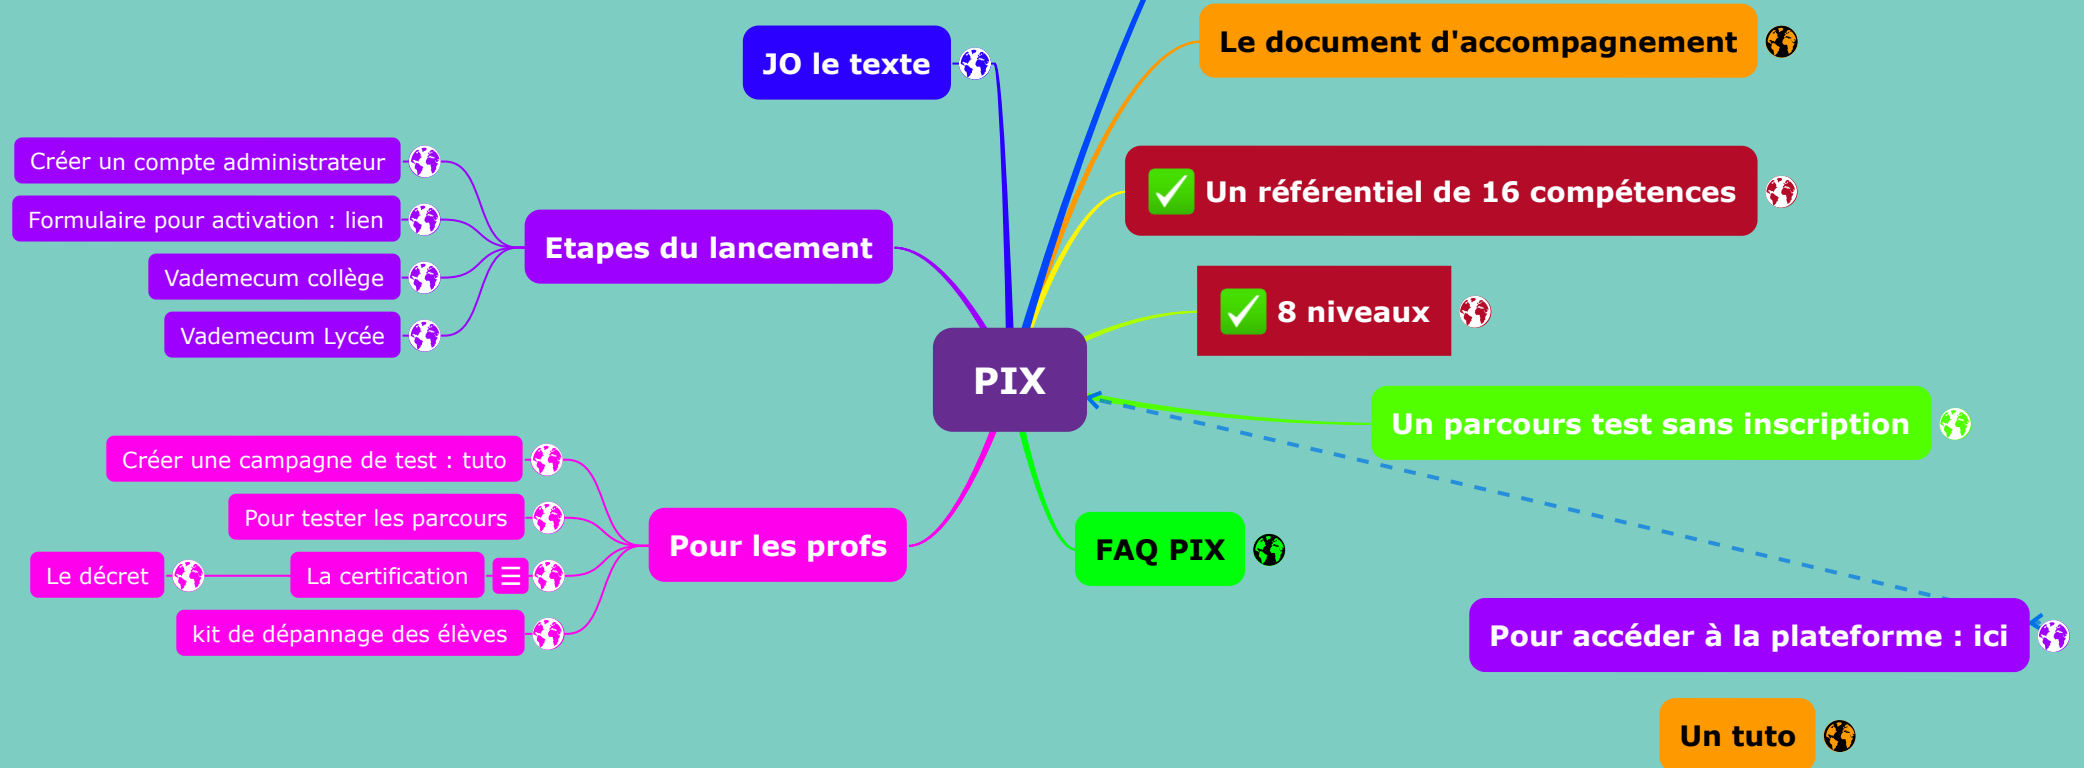 JO le texte
Le document d'accompagnement
Créer un compte administrateur
Formulaire pour activation : lien
Vademecum collège
Vademecum Lycée
Etapes du lancement
Un référentiel de 16 compétences
8 niveaux
PIX
Un parcours test sans inscription
Créer une campagne de test : tuto
Pour tester les parcours
Le décret
La certification
kit de dépannage des élèves
Pour les profs
FAQ PIX
Pour accéder à la plateforme : ici
Un tuto